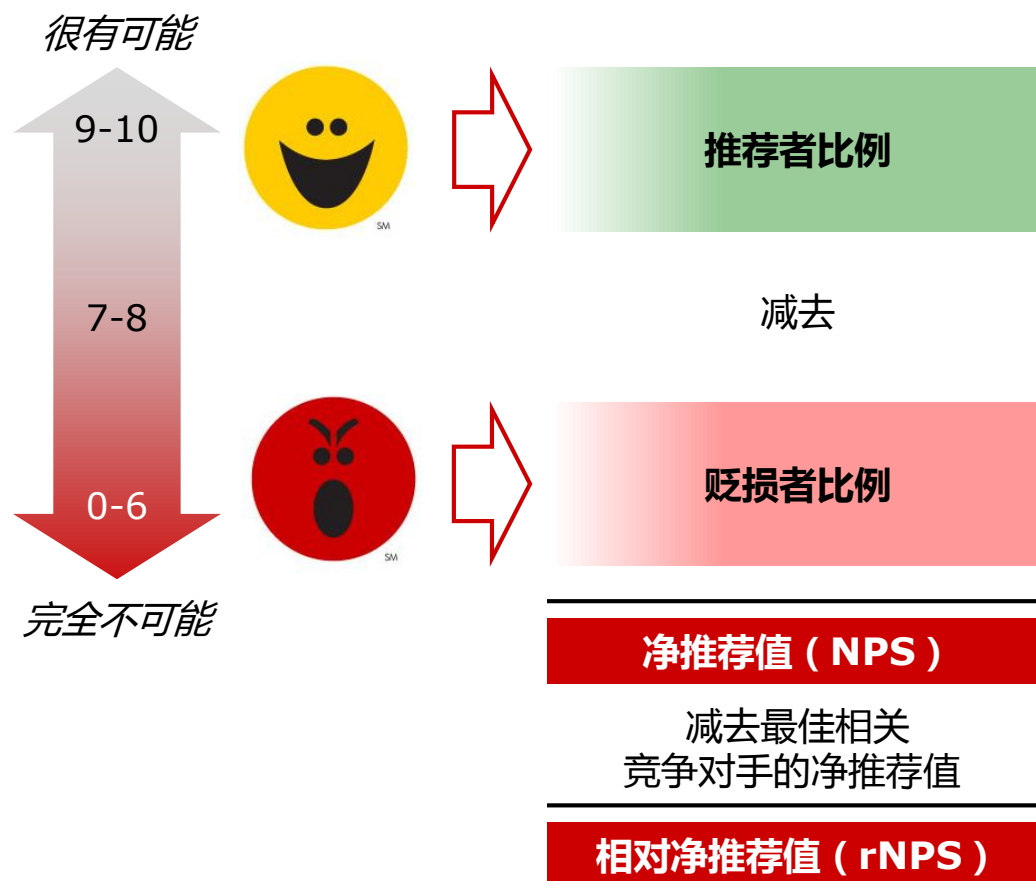 很有可能
9-10
SM
推荐者比例
7-8
减去
0-6
SM
贬损者比例
完全不可能
净推荐值（NPS）
减去最佳相关
竞争对手的净推荐值
相对净推荐值（rNPS）